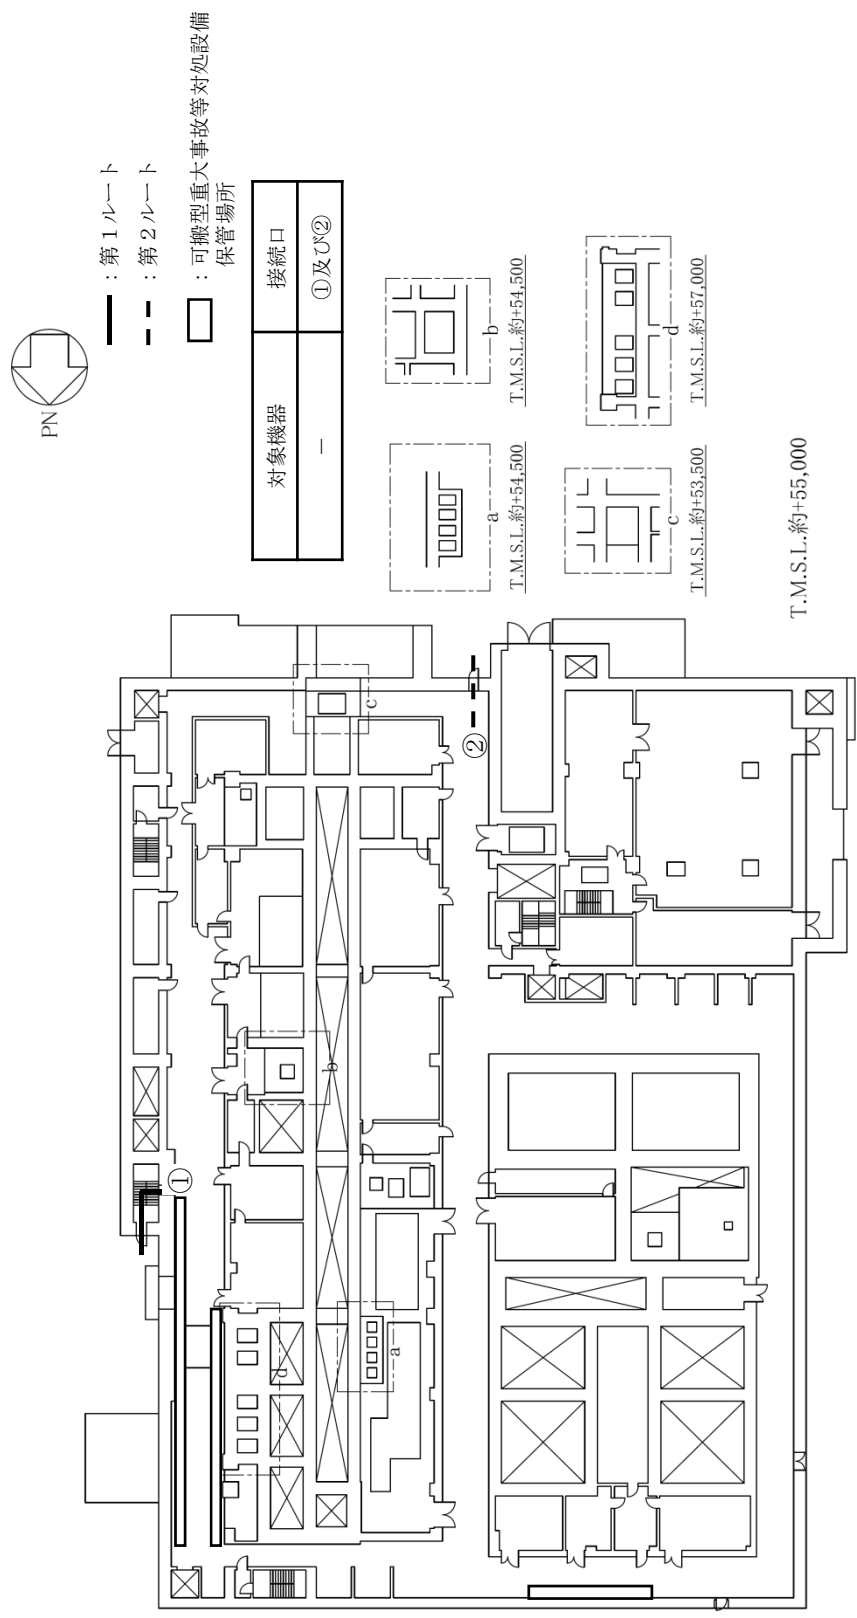 PN
：第1ルート
：第2ルート
：可搬型重大事故等対処設備
保管場所
対象機器
接続口
－
①及び②
a
T.M.S.L.約+54,500
b
T.M.S.L.約+54,500
c
T.M.S.L.約+53,500
d
T.M.S.L.約+57,000
T.M.S.L.約+55,000
①
②
a
b
c
d